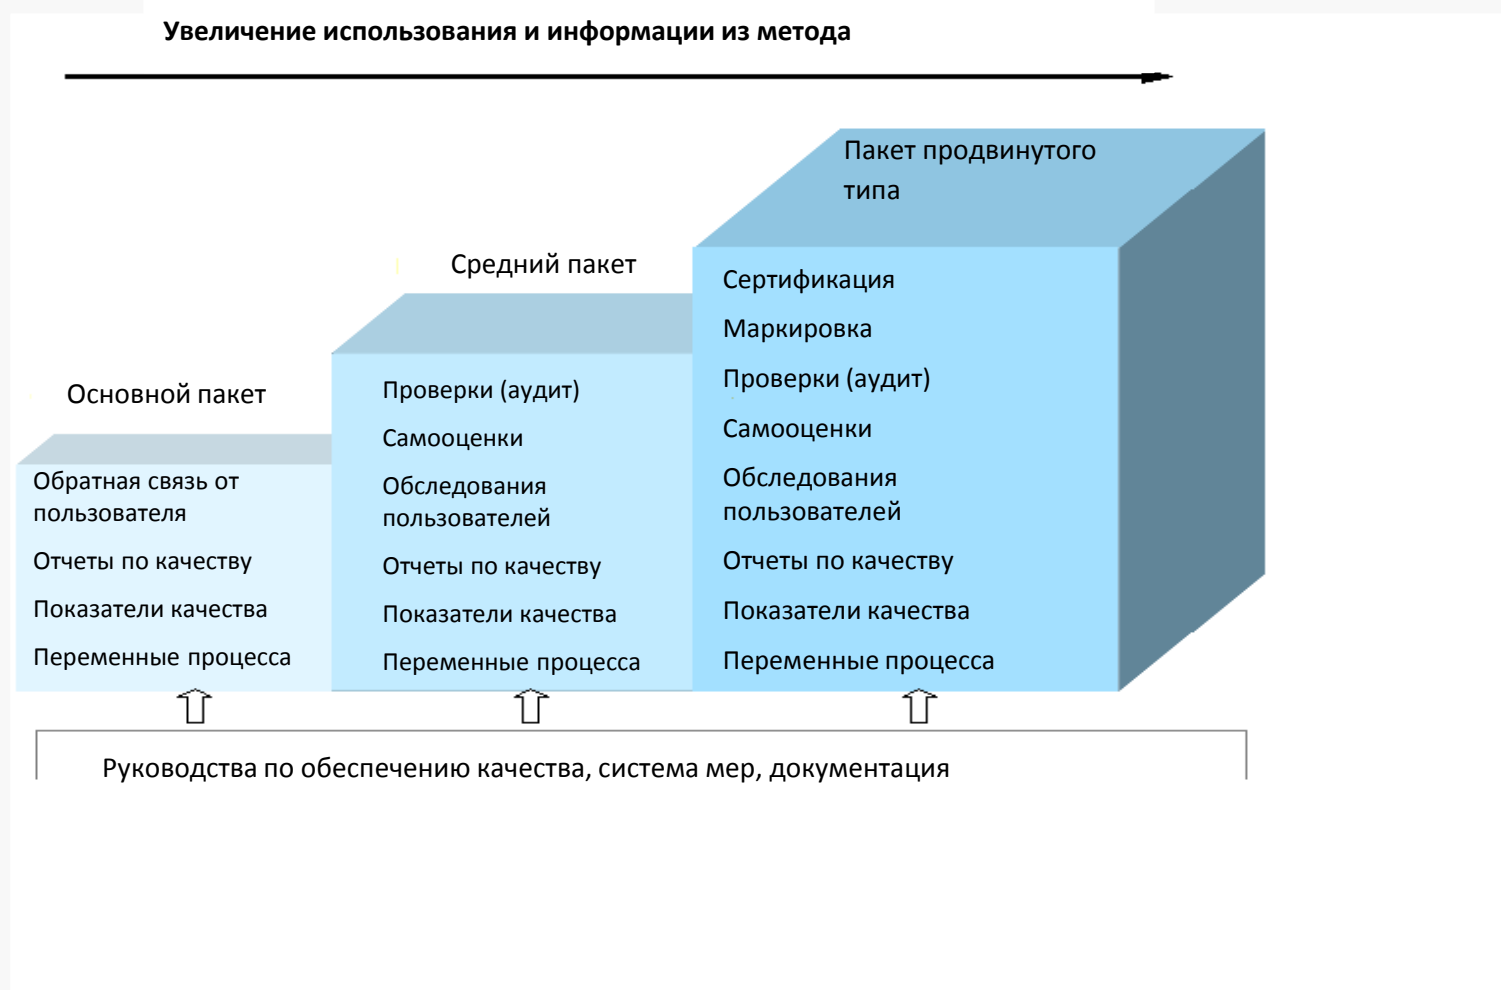 Увеличение использования и информации из метода
Основной пакет
Обратная связь от
пользователя
Отчеты по качеству
Показатели качества
Переменные процесса
Средний пакет
Проверки (аудит)
Самооценки
Обследования
пользователей
Отчеты по качеству
Показатели качества
Переменные процесса
Пакет продвинутого
типа
Сертификация
Маркировка
Проверки (аудит)
Самооценки
Обследования
пользователей
Отчеты по качеству
Показатели качества
Переменные процесса
Руководства по обеспечению качества, система мер, документация